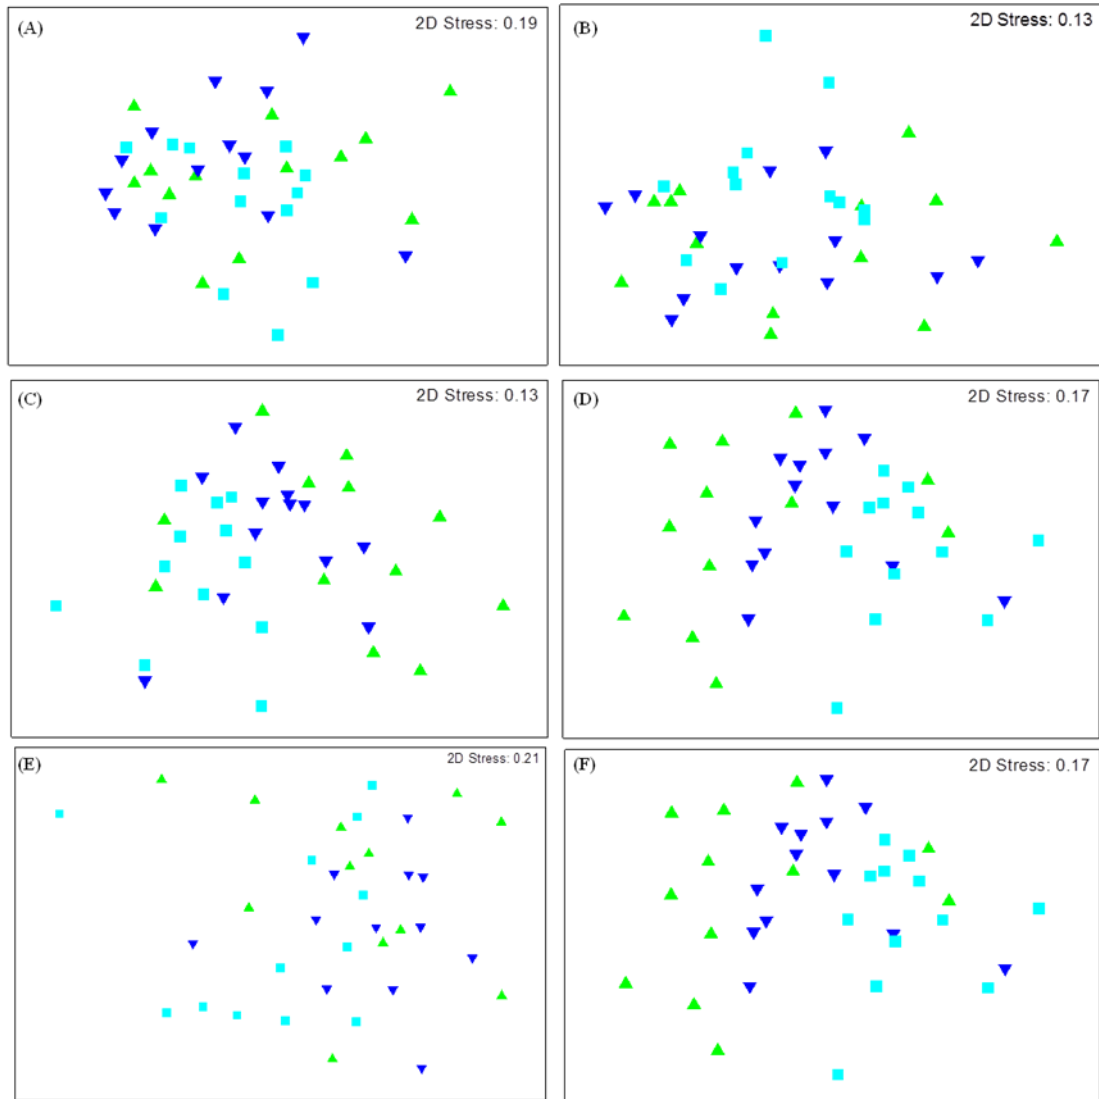 (A) 2D Stress: 0.19
(B) 2D Stress: 0.13
(C) 2D Stress: 0.13
(D) 2D Stress: 0.17
(E) 2D Stress: 0.21
(F) 2D Stress: 0.17